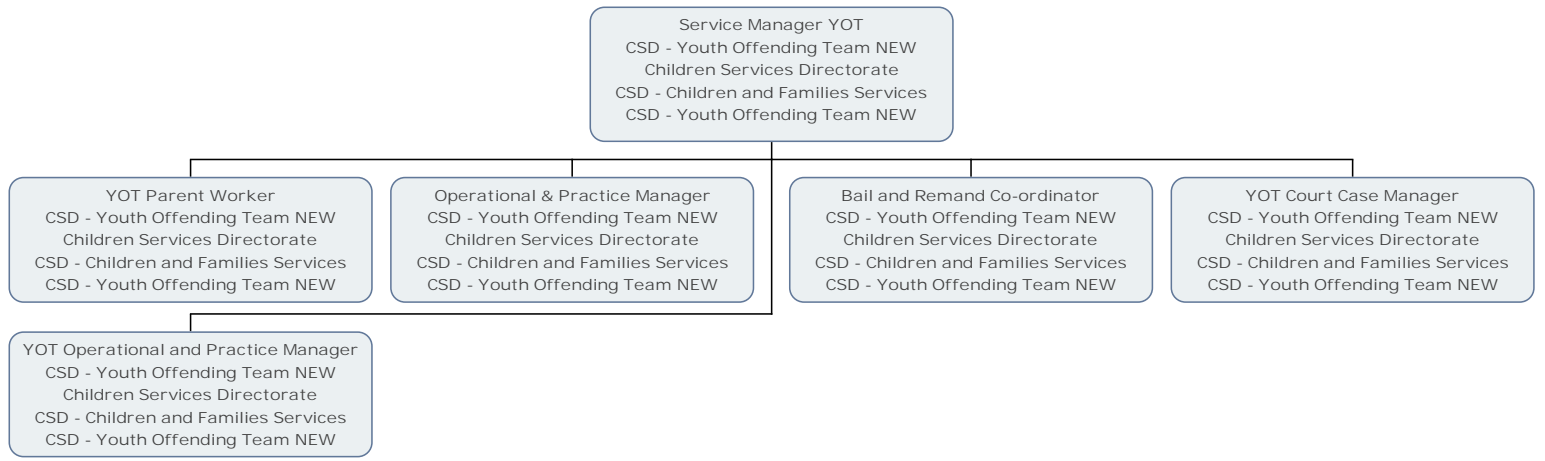 Service Manager YOT
CSD - Youth Offending Team NEW
Children Services Directorate
CSD - Children and Families Services
CSD - Youth Offending Team NEW
YOT Parent Worker
CSD - Youth Offending Team NEW
Children Services Directorate
CSD - Children and Families Services
CSD - Youth Offending Team NEW
Operational & Practice Manager
CSD - Youth Offending Team NEW
Children Services Directorate
CSD - Children and Families Services
CSD - Youth Offending Team NEW
Bail and Remand Co-ordinator
CSD - Youth Offending Team NEW
Children Services Directorate
CSD - Children and Families Services
CSD - Youth Offending Team NEW
YOT Court Case Manager
CSD - Youth Offending Team NEW
Children Services Directorate
CSD - Children and Families Services
CSD - Youth Offending Team NEW
YOT Operational and Practice Manager
CSD - Youth Offending Team NEW
Children Services Directorate
CSD - Children and Families Services
CSD - Youth Offending Team NEW